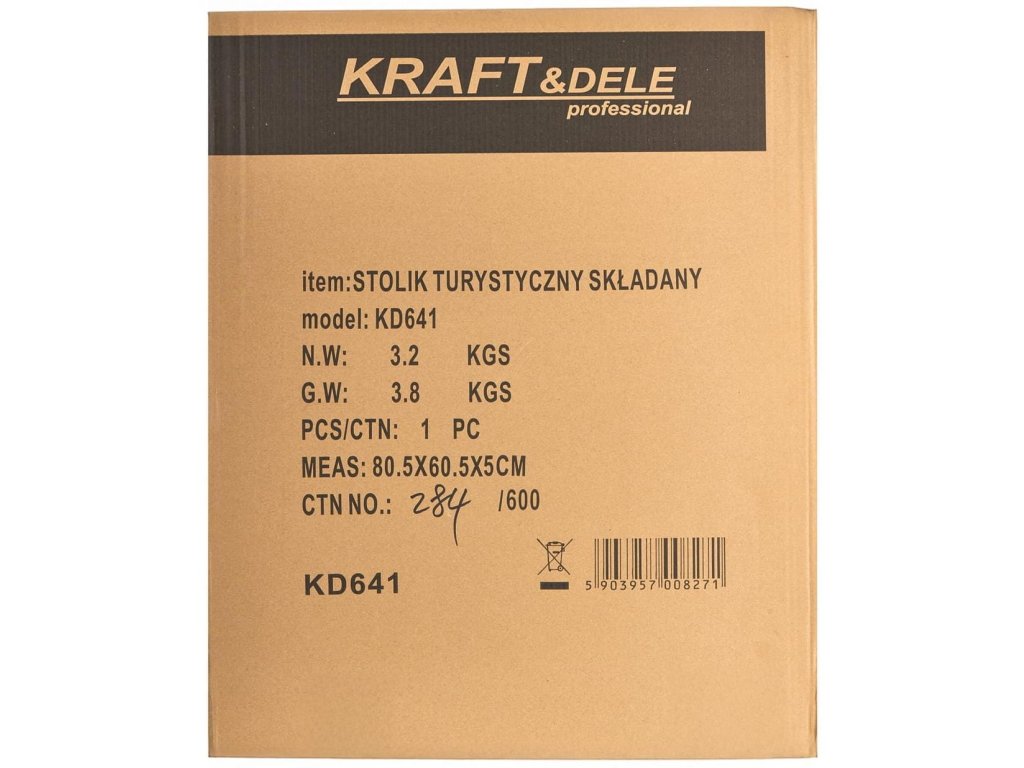 KRAFT&DELE
professional
item:STOLIK TURYSTYCZNY SKŁADANY
model: KD641
N.W: 3.2 KGS
G.W: 3.8 KGS
PCS/CTN: 1 PC
MEAS: 80.5X60.5X5CM
CTN NO.: 284 /600
KD641
5 903957 008271